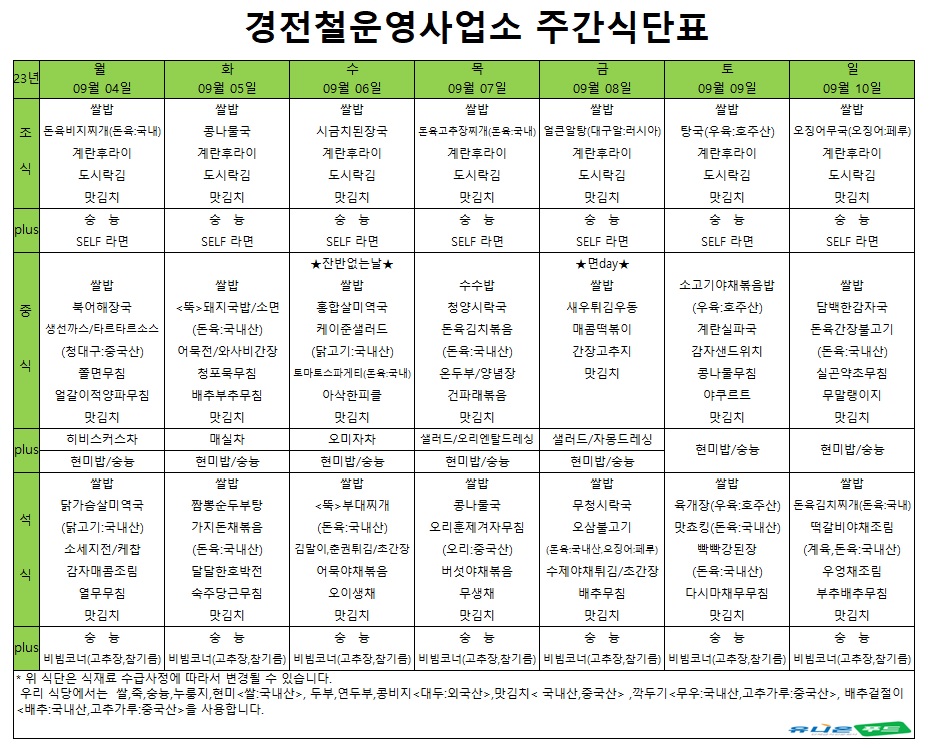 경전철운영사업소 주간식단표
23년 월 화 수 목 금 토 일
09월 04일 09월 05일 09월 06일 09월 07일 09월 08일 09월 09일 09월 10일
조식
쌀밥 쌀밥 쌀밥 쌀밥 쌀밥 쌀밥 쌀밥
돈육비지찌개(돈육:국내) 콩나물국 시금치된장국 돈육고추장찌개(돈육:국내) 얼큰알탕(대구알:러시아) 탕국(우육:호주산) 오징어무국(오징어:페루)
계란후라이 계란후라이 계란후라이 계란후라이 계란후라이 계란후라이 계란후라이
도시락김 도시락김 도시락김 도시락김 도시락김 도시락김 도시락김
맛김치 맛김치 맛김치 맛김치 맛김치 맛김치 맛김치
plus
숭 늉 숭 늉 숭 늉 숭 늉 숭 늉 숭 늉 숭 늉
SELF 라면 SELF 라면 SELF 라면 SELF 라면 SELF 라면 SELF 라면 SELF 라면
중식
★잔반없는날★ ★면day★
쌀밥 쌀밥 쌀밥 수수밥 쌀밥 소고기야채볶음밥 쌀밥
북어해장국 <뚝>돼지국밥/소면 홍합살미역국 청양시락국 새우튀김우동 (우육:호주산) 담백한감자국
생선까스/타르타르소스 (돈육:국내산) 케이준샐러드 돈육김치볶음 매콤떡볶이 계란실파국 돈육간장불고기
(청대구:중국산) 어묵전/와사비간장 (닭고기:국내산) (돈육:국내산) 간장고추지 감자샌드위치 (돈육:국내산)
쫄면무침 청포묵무침 토마토스파게티(돈육:국내) 온두부/양념장 맛김치 콩나물무침 실곤약초무침
얼갈이적양파무침 배추부추무침 아삭한피클 건파래볶음 야쿠르트 무말랭이지
맛김치 맛김치 맛김치 맛김치 맛김치 맛김치
plus
히비스커스차 매실차 오미자차 샐러드/오리엔탈드레싱 샐러드/자몽드레싱
현미밥/숭늉 현미밥/숭늉 현미밥/숭늉 현미밥/숭늉 현미밥/숭늉 현미밥/숭늉 현미밥/숭늉
석식
쌀밥 쌀밥 쌀밥 쌀밥 쌀밥 쌀밥 쌀밥
닭가슴살미역국 짬뽕순두부탕 <뚝>부대찌개 콩나물국 무청시락국 육개장(우육:호주산) 돈육김치찌개(돈육:국내)
(닭고기:국내산) 가지돈채볶음 (돈육:국내산) 오리훈제겨자무침 오삼불고기 맛쵸킹(돈육:국내산) 떡갈비야채조림
소세지전/케찹 (돈육:국내산) 김말이,춘권튀김/초간장 (오리:중국산) (돈육:국내산,오징어:페루) 빡빡강된장 (계육,돈육:국내산)
감자매콤조림 달달한호박전 어묵야채볶음 버섯야채볶음 수제야채튀김/초간장 (돈육:국내산) 우엉채조림
열무무침 숙주당근무침 오이생채 무생채 배추무침 다시마채무무침 부추배추무침
맛김치 맛김치 맛김치 맛김치 맛김치 맛김치 맛김치
plus
숭 늉 숭 늉 숭 늉 숭 늉 숭 늉 숭 늉 숭 늉
비빔코너(고추장,참기름) 비빔코너(고추장,참기름) 비빔코너(고추장,참기름) 비빔코너(고추장,참기름) 비빔코너(고추장,참기름) 비빔코너(고추장,참기름) 비빔코너(고추장,참기름)
* 위 식단은 식재료 수급사정에 따라서 변경될 수 있습니다.
우리 식당에서는 쌀,죽,숭늉,누룽지,현미<쌀:국내산>, 두부,연두부,콩비지<대두:외국산>,맛김치< 국내산,중국산> ,깍두기<무우:국내산,고추가루:중국산>, 배추겉절이
<배추:국내산,고추가루:중국산>을 사용합니다.
유니온 푸드